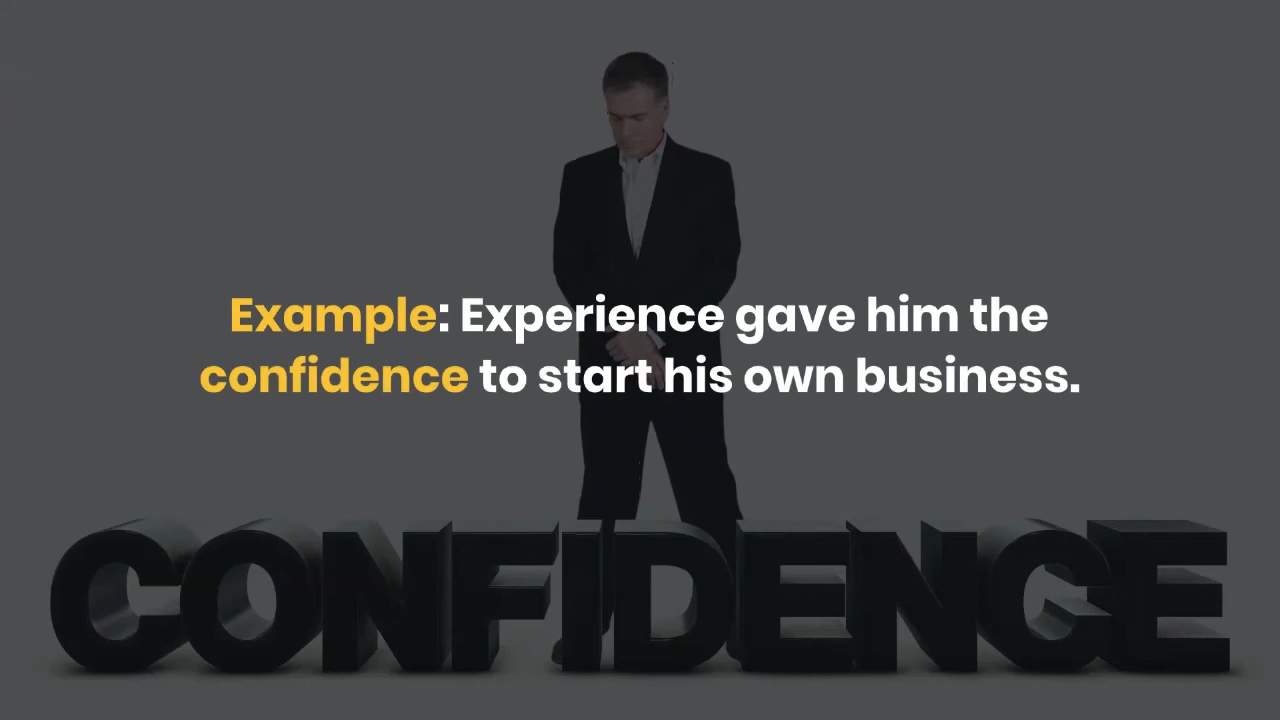 Example: Experience gave him the
confidence to start his own business.
CONFIDENCE